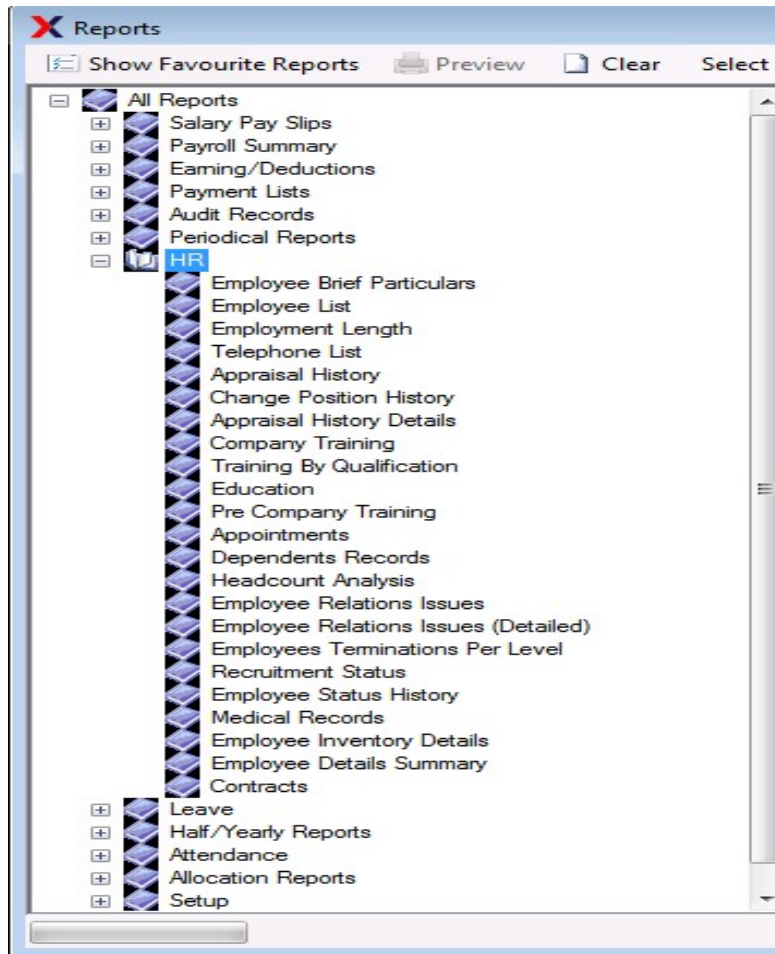 Reports
Show Favourite Reports Preview Clear Select
All Reports
Salary Pay Slips
Payroll Summary
Earning/Deductions
Payment Lists
Audit Records
Periodical Reports
HR
Employee Brief Particulars
Employee List
Employment Length
Telephone List
Appraisal History
Change Position History
Appraisal History Details
Company Training
Training By Qualification
Education
Pre Company Training
Appointments
Dependents Records
Headcount Analysis
Employee Relations Issues
Employee Relations Issues (Detailed)
Employees Terminations Per Level
Recruitment Status
Employee Status History
Medical Records
Employee Inventory Details
Employee Details Summary
Contracts
Leave
Half/Yearly Reports
Attendance
Allocation Reports
Setup